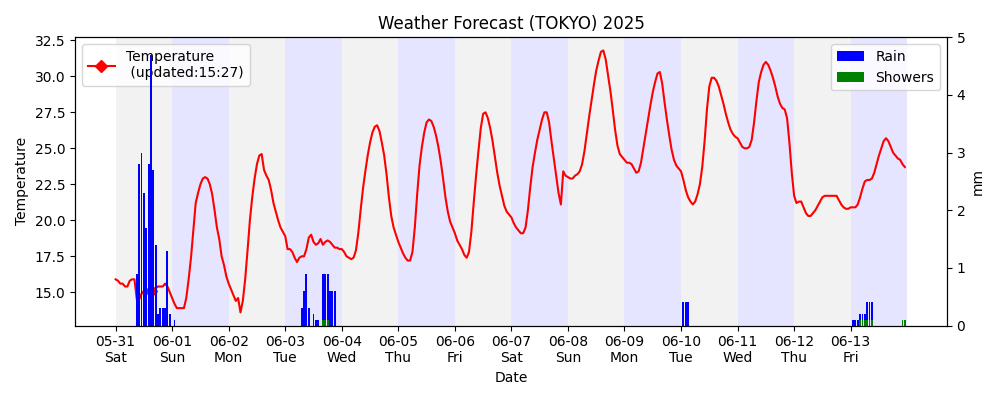 Weather Forecast (TOKYO) 2025
Temperature
(updated:15:27)
Rain
Showers
Temperature
32.5
30.0
27.5
25.0
22.5
20.0
17.5
15.0
5
4
3
2
1
0
mm
05-31 06-01 06-02 06-03 06-04 06-05 06-06 06-07 06-08 06-09 06-10 06-11 06-12 06-13
Sat Sun Mon Tue Wed Thu Fri Sat Sun Mon Tue Wed Thu Fri
Date